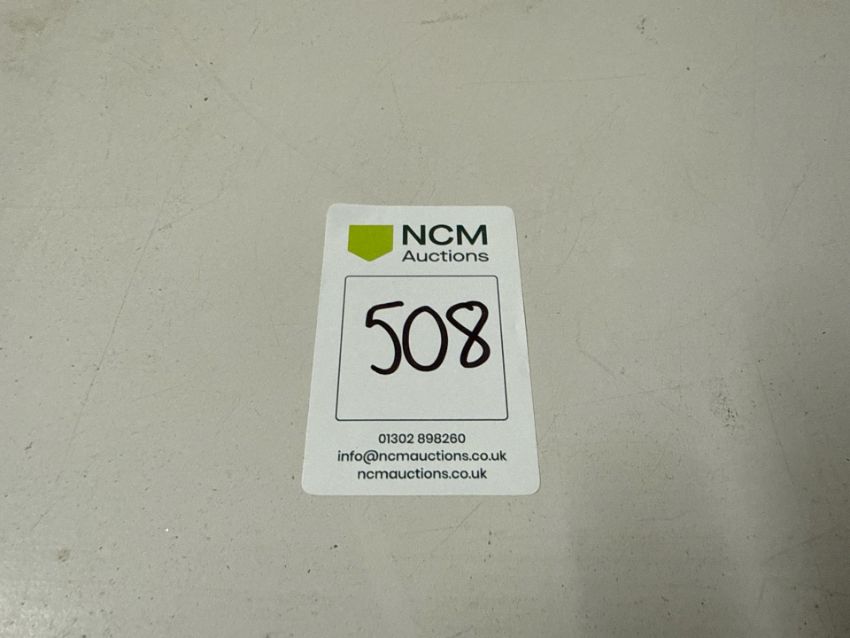 NCM
Auctions
508
01302 898260
info@ncmauctions.co.uk
ncmauctions.co.uk